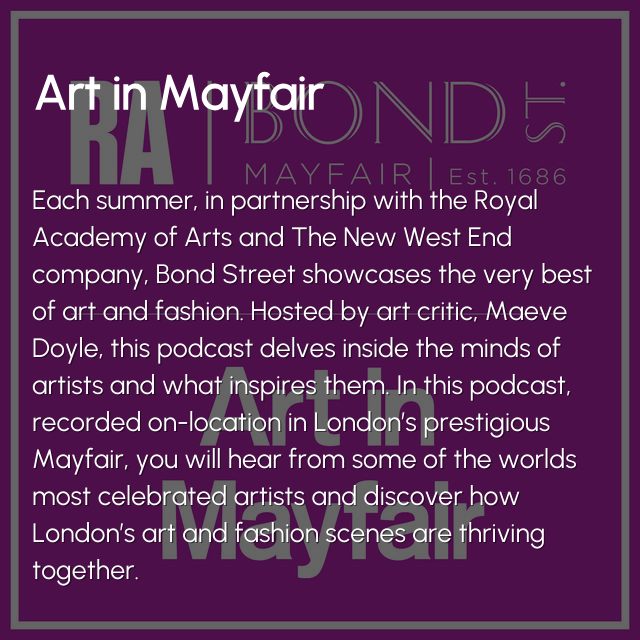 Art in Mayfair
RA | BOND ST.
MAYFAIR | Est. 1686
Each summer, in partnership with the Royal
Academy of Arts and The New West End
company, Bond Street showcases the very best
of art and fashion. Hosted by art critic, Maeve
Doyle, this podcast delves inside the minds of
artists and what inspires them. In this podcast,
recorded on-location in London's prestigious
Mayfair, you will hear from some of the worlds
most celebrated artists and discover how
London's art and fashion scenes are thriving
together.
Art in
Mayfair